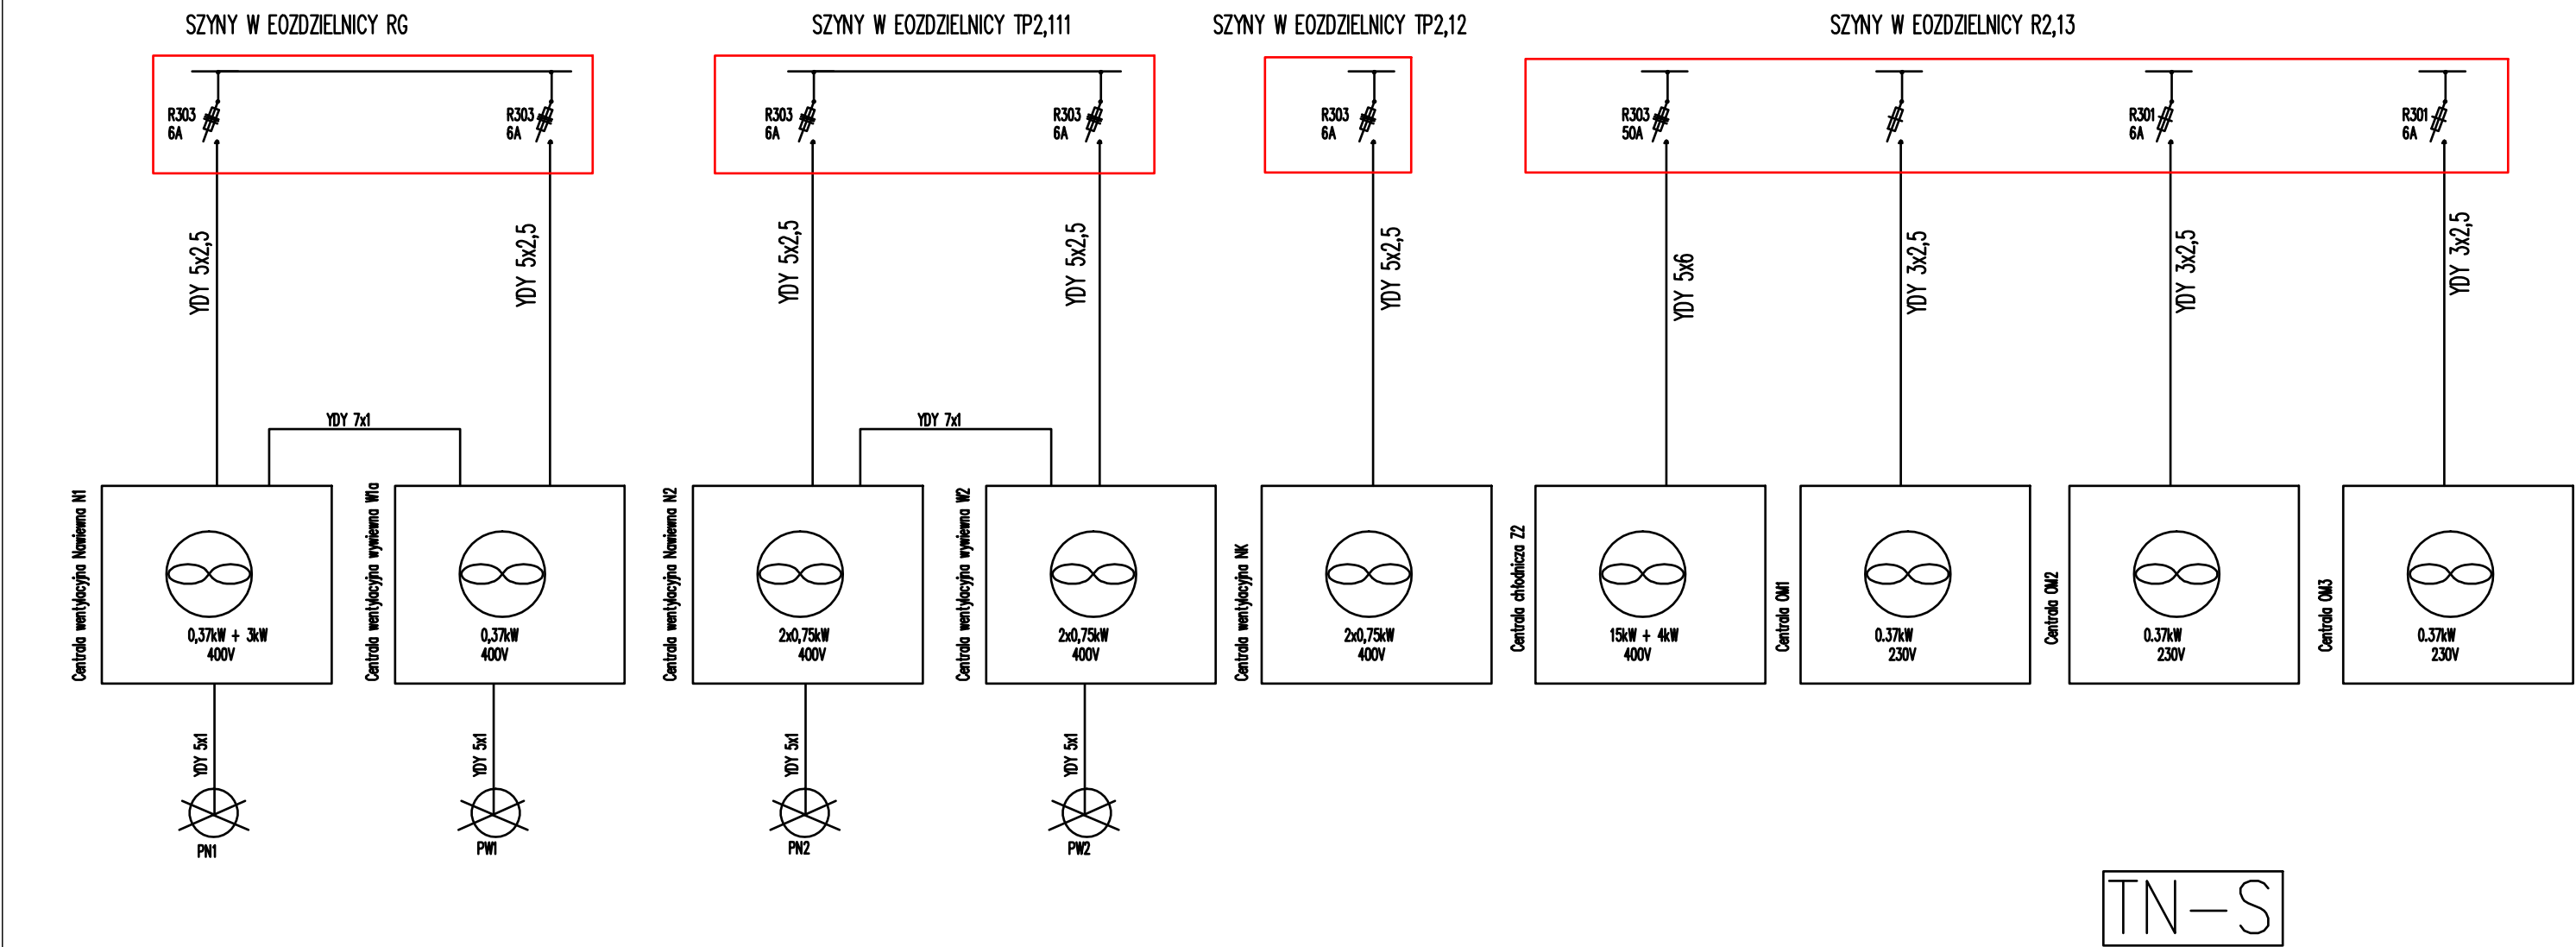 SZYNY W EOZDZIELNICY RG
SZYNY W EOZDZIELNICY TP2,111
SZYNY W EOZDZIELNICY TP2,12
SZYNY W EOZDZIELNICY R2,13
R303
6A
R303
6A
R303
6A
R303
6A
R303
6A
R303
50A
R301
6A
R301
6A
YDY 5x2,5
YDY 5x2,5
YDY 5x2,5
YDY 5x2,5
YDY 5x2,5
YDY 5x6
YDY 3x2,5
YDY 3x2,5
YDY 3x2,5
YDY 7x1
YDY 7x1
Centrala wentylacyjna Nawiewna N1
0,37kW + 3kW
400V
Centrala wentylacyjna wywiewna W1a
0,37kW
400V
Centrala wentylacyjna Nawiewna N2
2x0,75kW
400V
Centrala wentylacyjna wywiewna W2
2x0,75kW
400V
Centrala wentylacyjna NK
2x0,75kW
400V
Centrala chłodnicza Z2
15kW + 4kW
400V
Centrala OM1
0.37kW
230V
Centrala OM2
0.37kW
230V
Centrala OM3
0.37kW
230V
YDY 5x1
YDY 5x1
YDY 5x1
YDY 5x1
PN1
PW1
PN2
PW2
TN-S